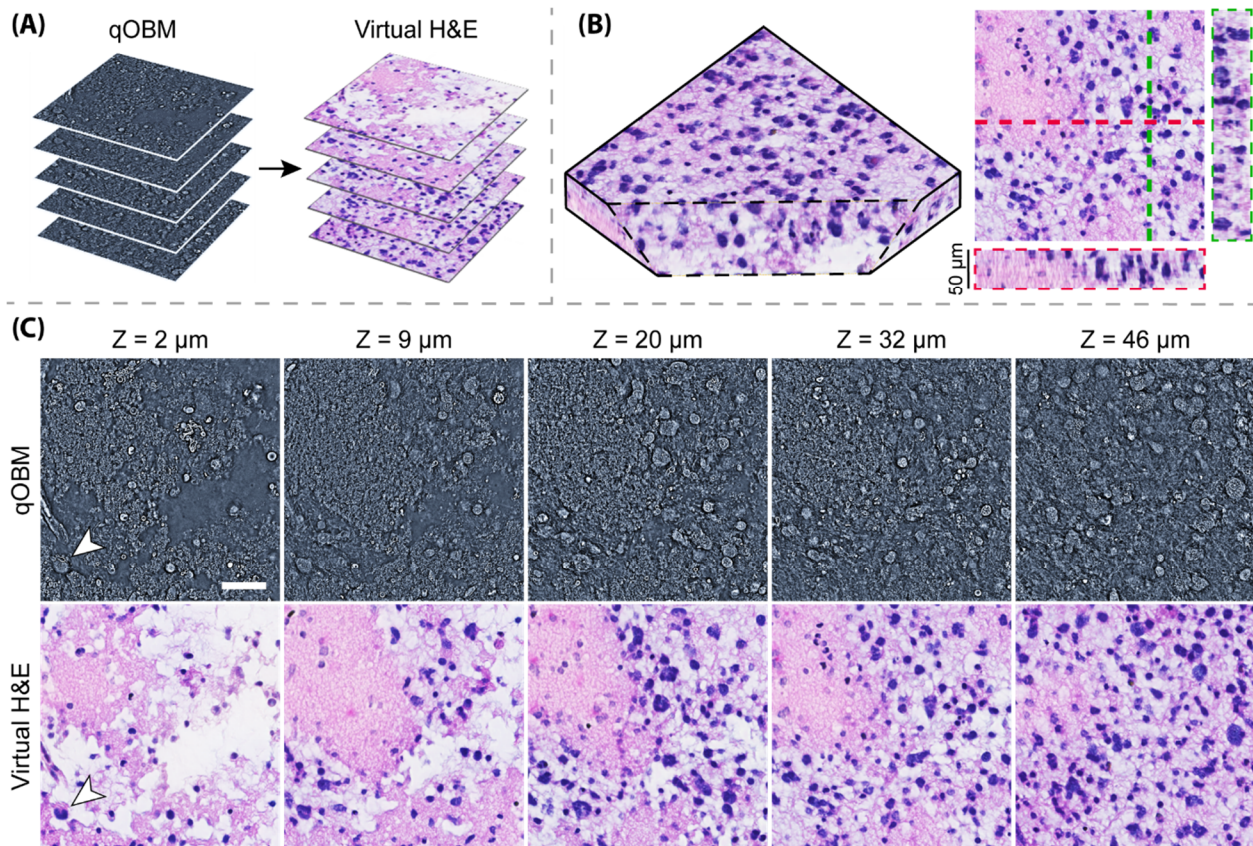 (A)
qOBM
Virtual H&E
(B)
50 µm
(C)
Z = 2 µm
Z = 9 µm
Z = 20 µm
Z = 32 µm
Z = 46 µm
qOBM
Virtual H&E